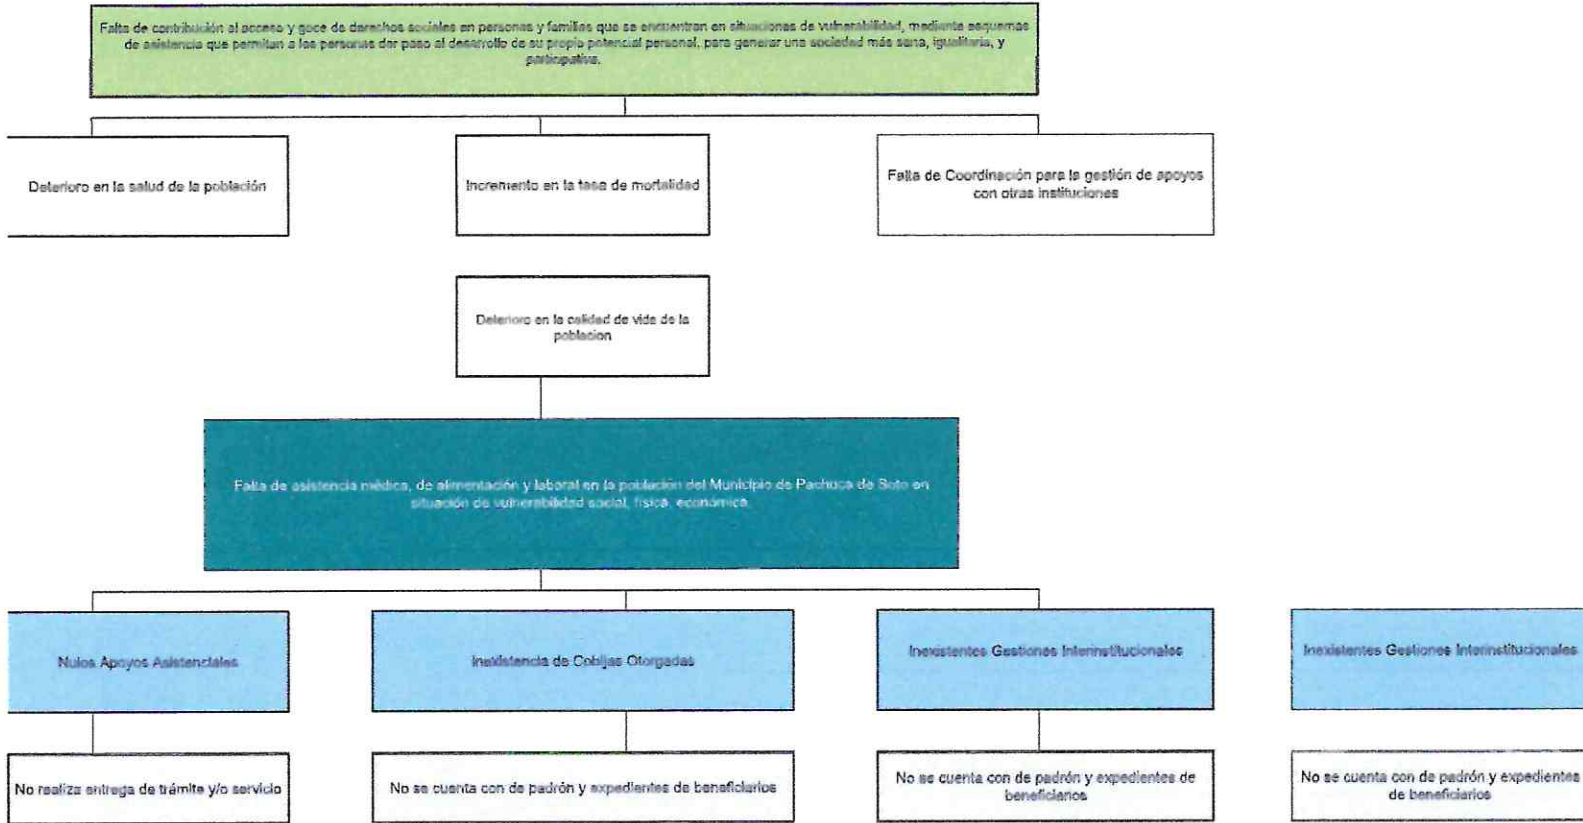 Falta de contribución al acceso y goce de derechos sociales en personas y familias que se encuentran en situaciones de vulnerabilidad, mediante esquemas
de asistencia que permitan a las personas dar paso al desarrollo de su propio potencial personal, para generar una sociedad más sana, igualitaria, y
participativa.
Deterioro en la salud de la población
Incremento en la tasa de mortalidad
Falta de Coordinación para la gestión de apoyos
con otras instituciones
Deterioro en la calidad de vida de la
poblacion
Falta de asistencia médica, de alimentación y laboral en la población del Municipio de Pachuca de Soto en
situación de vulnerabilidad social, física, económica.
Nulos Apoyos Asistenciales
Inexistencia de Cobijas Otorgadas
Inexistentes Gestiones Interinstitucionales
Inexistentes Gestiones Interinstitucionales
No realiza entrega de trámite y/o servicio
No se cuenta con de padrón y expedientes de beneficiarios
No se cuenta con de padrón y expedientes de
beneficiarios
No se cuenta con de padrón y expedientes
de beneficiarios